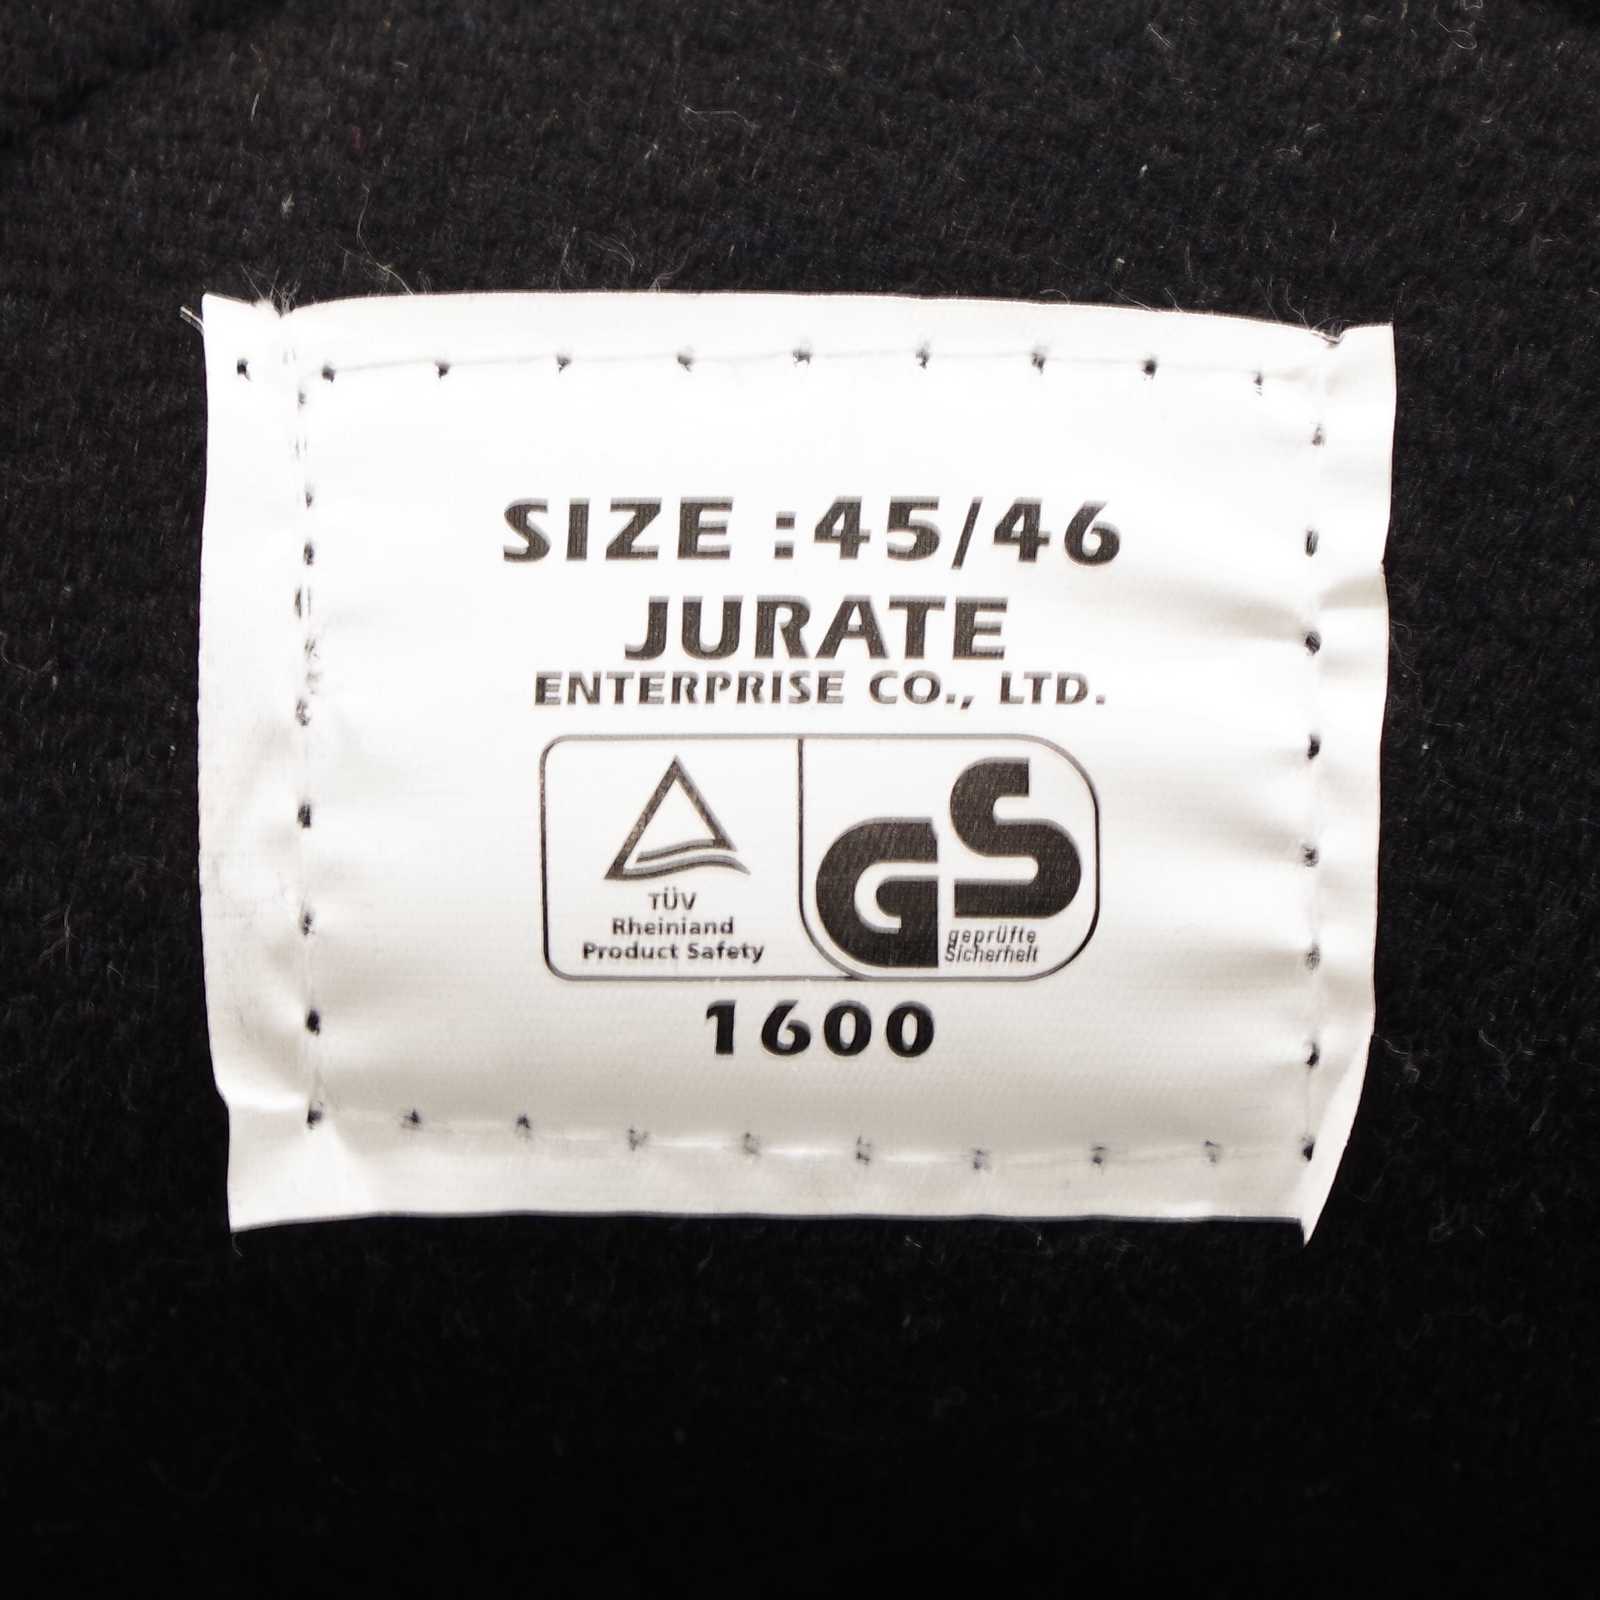 SIZE :45/46
JURATE
ENTERPRISE CO., LTD.
TÜV
Rheinland
Product Safety
GS
geprüfte
Sicherheit
1600